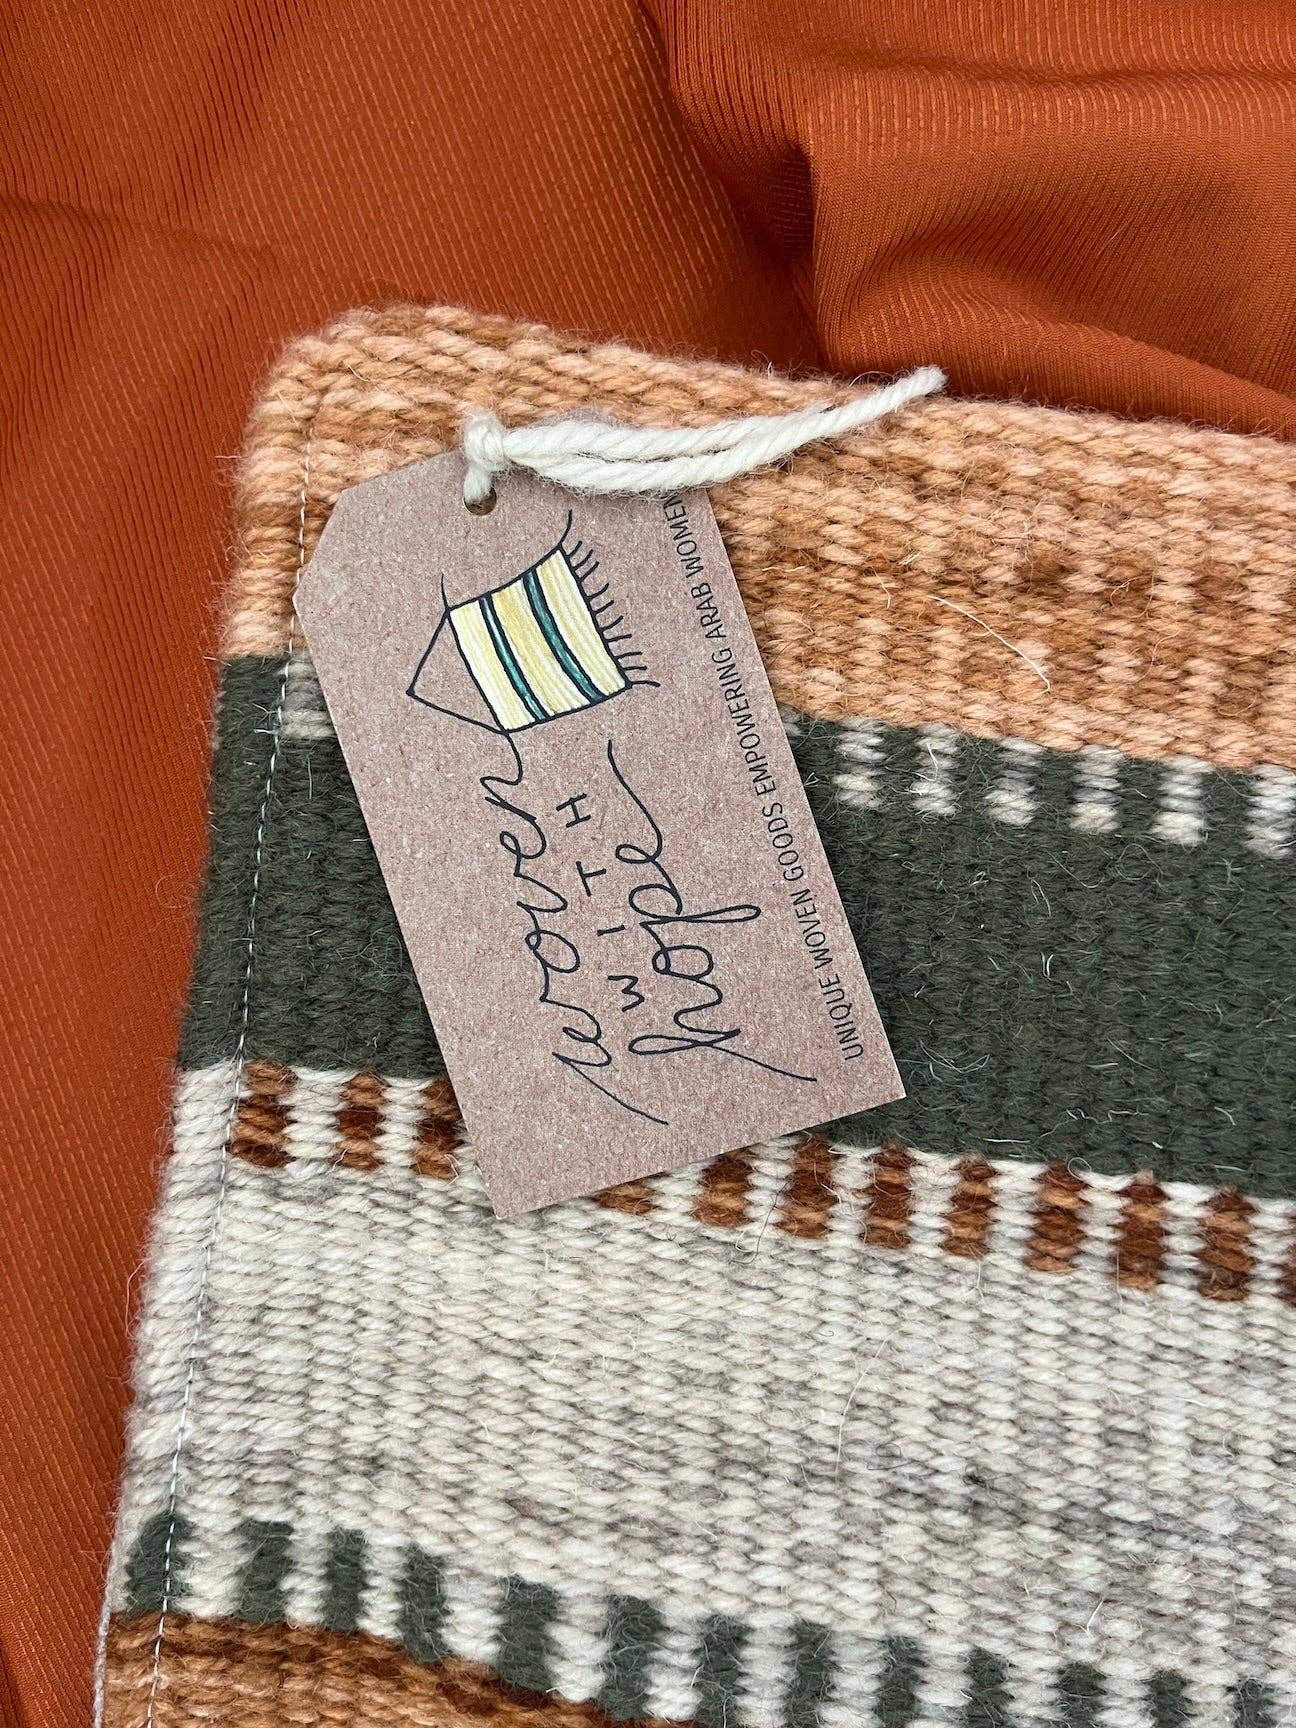 woven
WITH
hope
UNIQUE WOVEN GOODS EMPOWERING ARAB WOMEN